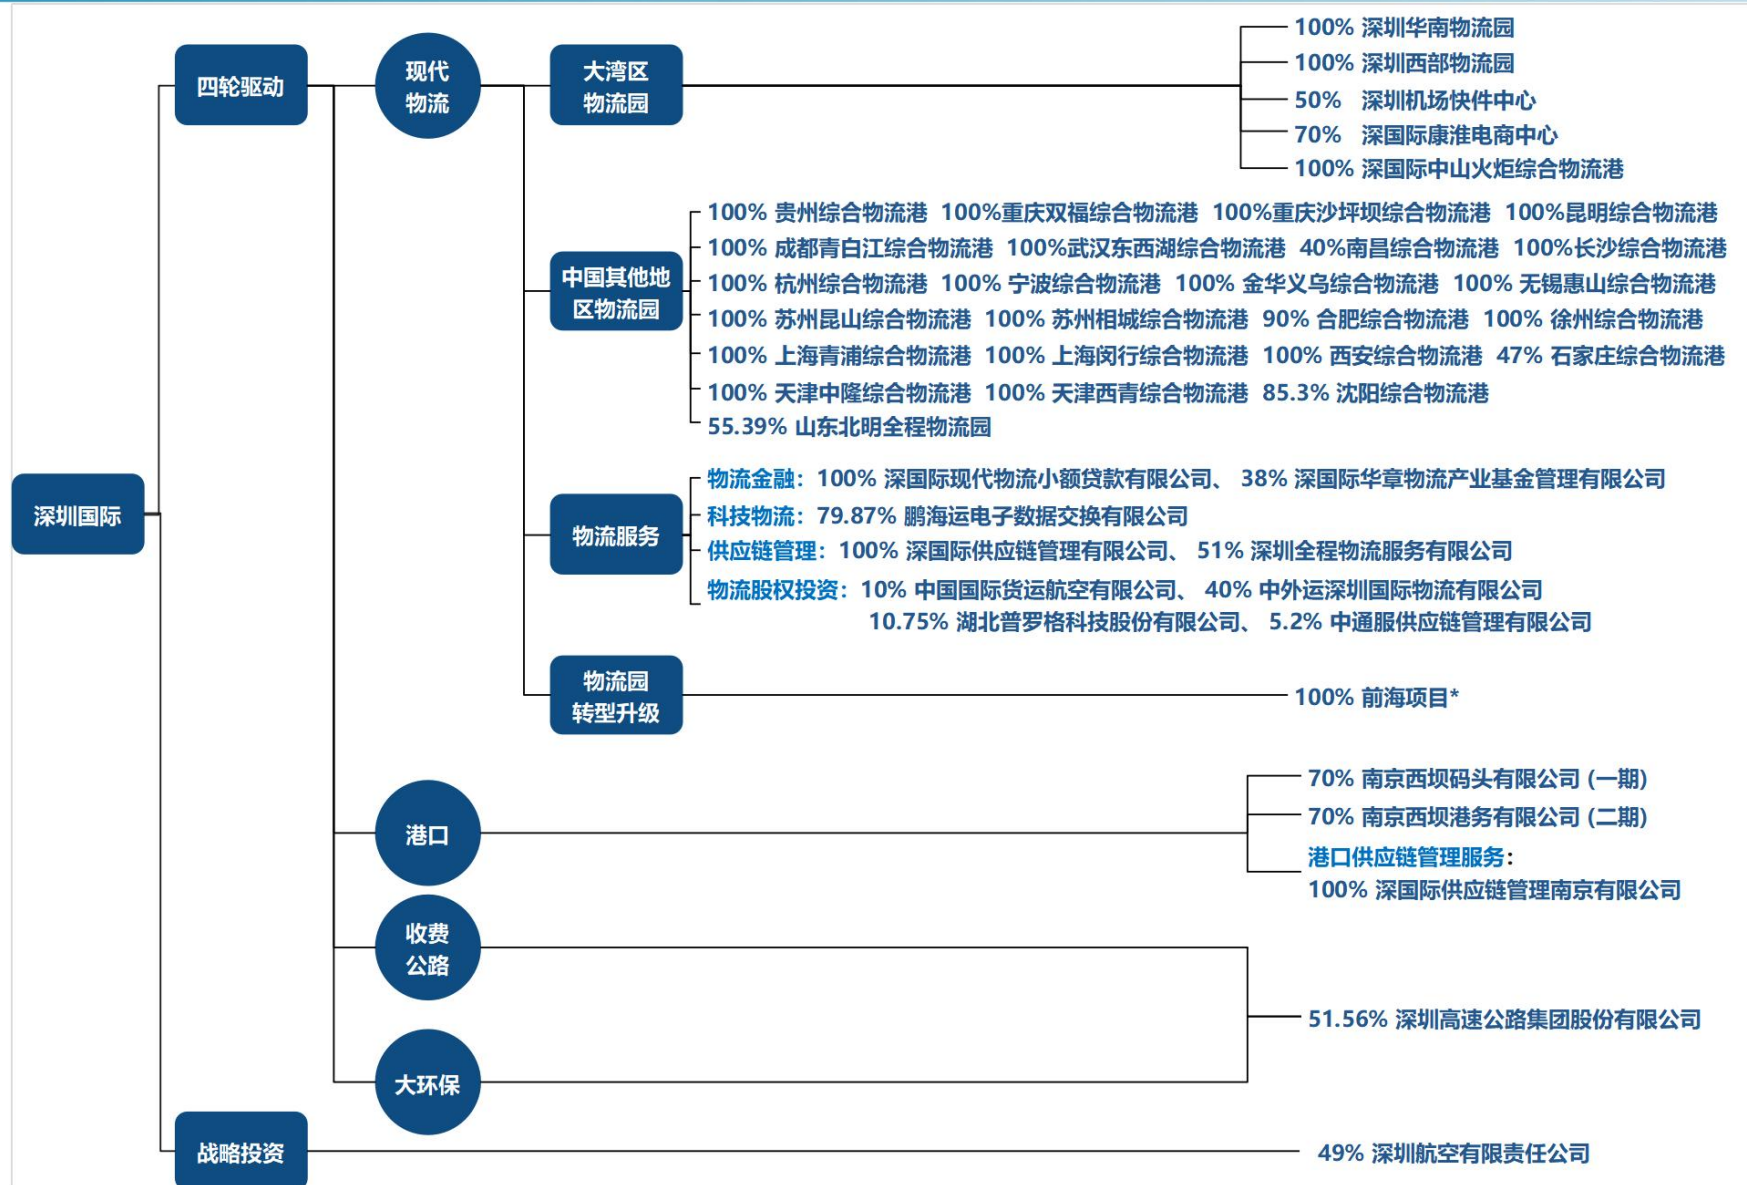 深圳国际
四轮驱动
现代
物流
大湾区
物流园
100% 深圳华南物流园
100% 深圳西部物流园
50% 深圳机场快件中心
70% 深国际康淮电商中心
100% 深国际中山火炬综合物流港
中国其他地
区物流园
100% 贵州综合物流港 100%重庆双福综合物流港 100%重庆沙坪坝综合物流港 100%昆明综合物流港
100% 成都青白江综合物流港 100%武汉东西湖综合物流港 40%南昌综合物流港 100%长沙综合物流港
100% 杭州综合物流港 100% 宁波综合物流港 100% 金华义乌综合物流港 100% 无锡惠山综合物流港
100% 苏州昆山综合物流港 100% 苏州相城综合物流港 90% 合肥综合物流港 100% 徐州综合物流港
100% 上海青浦综合物流港 100% 上海闵行综合物流港 100% 西安综合物流港 47% 石家庄综合物流港
100% 天津中隆综合物流港 100% 天津西青综合物流港 85.3% 沈阳综合物流港
55.39% 山东北明全程物流园
物流服务
物流金融：100% 深国际现代物流小额贷款有限公司、 38% 深国际华章物流产业基金管理有限公司
科技物流：79.87% 鹏海运电子数据交换有限公司
供应链管理：100% 深国际供应链管理有限公司、 51% 深圳全程物流服务有限公司
物流股权投资：10% 中国国际货运航空有限公司、 40% 中外运深圳国际物流有限公司
10.75% 湖北普罗格科技股份有限公司、 5.2% 中通服供应链管理有限公司
物流园
转型升级
100% 前海项目*
港口
70% 南京西坝码头有限公司 (一期)
70% 南京西坝港务有限公司 (二期)
港口供应链管理服务：
100% 深国际供应链管理南京有限公司
收费
公路
大环保
51.56% 深圳高速公路集团股份有限公司
战略投资
49% 深圳航空有限责任公司